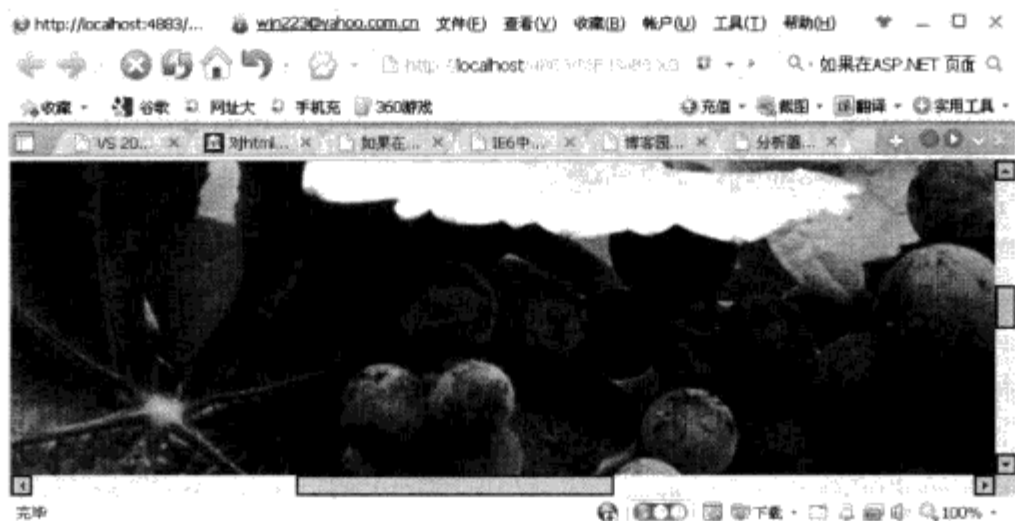 http://localhost:4883/... win223@yahoo.com.cn 文件(F) 查看(V) 收藏(B) 帐户(U) 工具(T) 帮助(H)
http://localhost 如果在ASP.NET 页面
收藏 谷歌 网址大 手机充 360游戏 充值 截图 翻译 实用工具
VS 20... 对html... 如果在... IE6中... 博客园... 分析器...
完毕 下载 100%